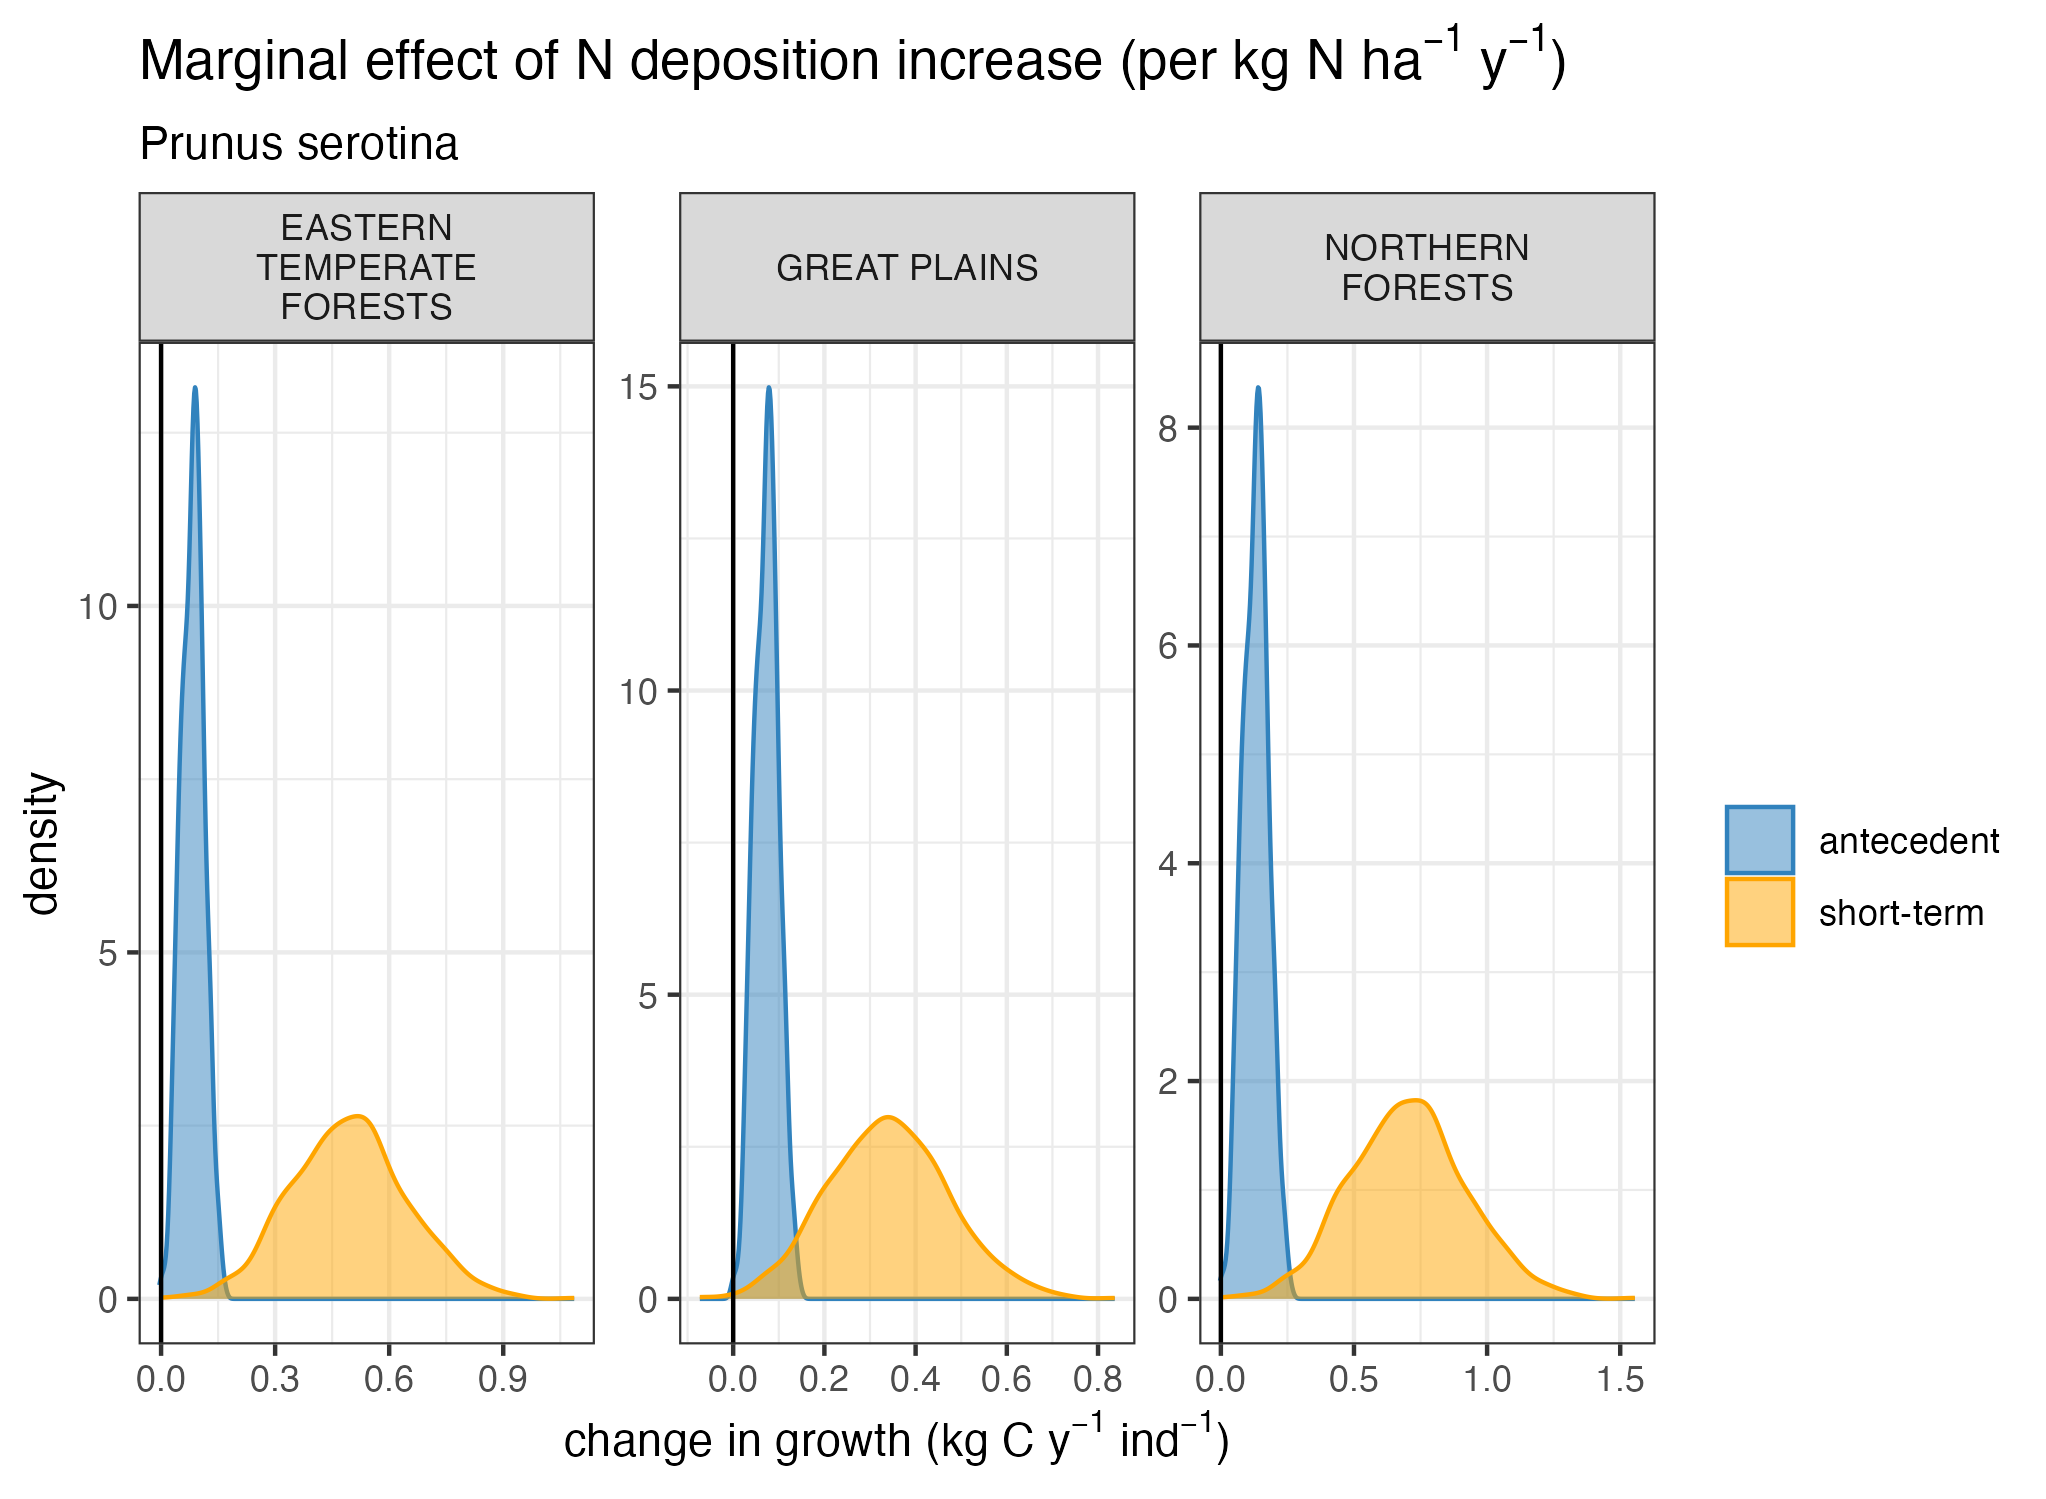 Marginal effect of N deposition increase (per kg N ha⁻¹ y⁻¹)
Prunus serotina
EASTERN
TEMPERATE
FORESTS
GREAT PLAINS
NORTHERN
FORESTS
density
10
5
0
15
10
5
0
8
6
4
2
0
0.0 0.3 0.6 0.9
0.0 0.2 0.4 0.6 0.8
0.0 0.5 1.0 1.5
change in growth (kg C y⁻¹ ind⁻¹)
antecedent
short-term